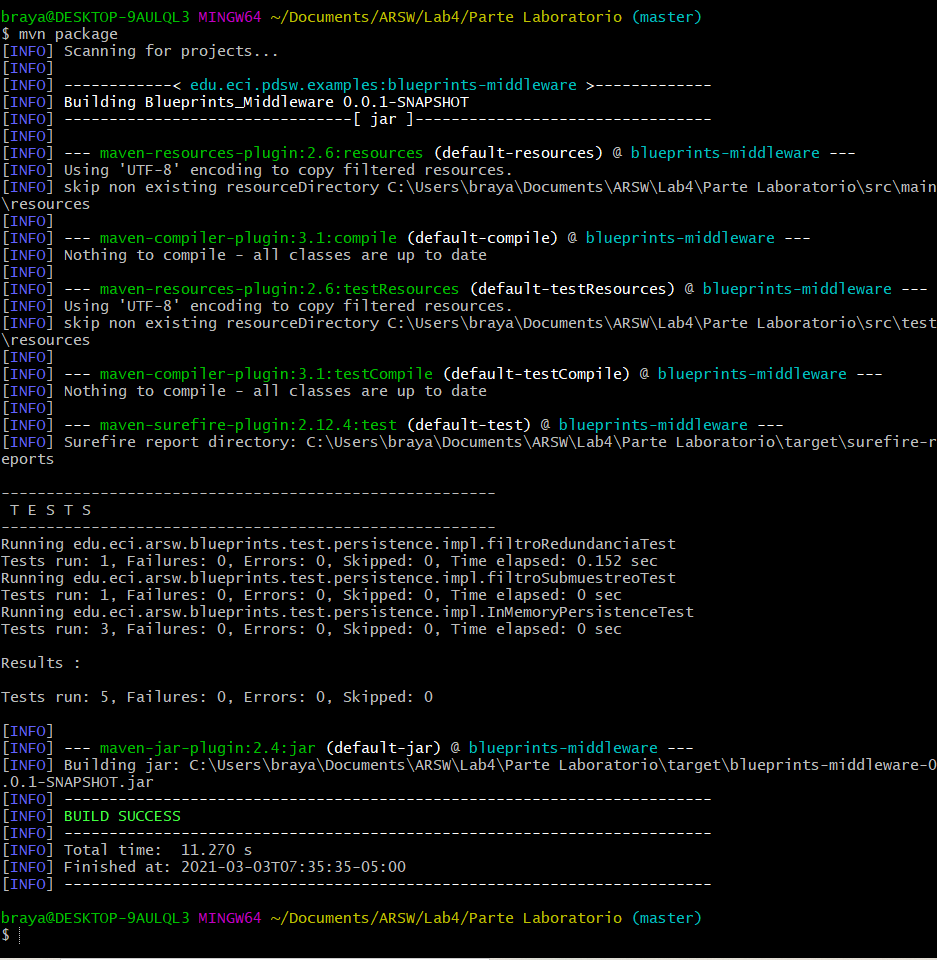 braya@DESKTOP-9AULQL3 MINGW64 ~/Documents/ARSW/Lab4/Parte Laboratorio (master)
$ mvn package
[INFO] Scanning for projects...
[INFO]
[INFO] ------------< edu.eci.pdsw.examples:blueprints-middleware >-------------
[INFO] Building Blueprints_Middleware 0.0.1-SNAPSHOT
[INFO] --------------------------------[ jar ]---------------------------------
[INFO]
[INFO] --- maven-resources-plugin:2.6:resources (default-resources) @ blueprints-middleware ---
[INFO] Using 'UTF-8' encoding to copy filtered resources.
[INFO] skip non existing resourceDirectory C:\Users\braya\Documents\ARSW\Lab4\Parte Laboratorio\src\main
\resources
[INFO]
[INFO] --- maven-compiler-plugin:3.1:compile (default-compile) @ blueprints-middleware ---
[INFO] Nothing to compile - all classes are up to date
[INFO]
[INFO] --- maven-resources-plugin:2.6:testResources (default-testResources) @ blueprints-middleware ---
[INFO] Using 'UTF-8' encoding to copy filtered resources.
[INFO] skip non existing resourceDirectory C:\Users\braya\Documents\ARSW\Lab4\Parte Laboratorio\src\test
\resources
[INFO]
[INFO] --- maven-compiler-plugin:3.1:testCompile (default-testCompile) @ blueprints-middleware ---
[INFO] Nothing to compile - all classes are up to date
[INFO]
[INFO] --- maven-surefire-plugin:2.12.4:test (default-test) @ blueprints-middleware ---
[INFO] Surefire report directory: C:\Users\braya\Documents\ARSW\Lab4\Parte Laboratorio\target\surefire-r
eports
-------------------------------------------------------
T E S T S
-------------------------------------------------------
Running edu.eci.arsw.blueprints.test.persistence.impl.filtroRedundanciaTest
Tests run: 1, Failures: 0, Errors: 0, Skipped: 0, Time elapsed: 0.152 sec
Running edu.eci.arsw.blueprints.test.persistence.impl.filtroSubmuestreoTest
Tests run: 1, Failures: 0, Errors: 0, Skipped: 0, Time elapsed: 0 sec
Running edu.eci.arsw.blueprints.test.persistence.impl.InMemoryPersistenceTest
Tests run: 3, Failures: 0, Errors: 0, Skipped: 0, Time elapsed: 0 sec
Results :
Tests run: 5, Failures: 0, Errors: 0, Skipped: 0
[INFO]
[INFO] --- maven-jar-plugin:2.4:jar (default-jar) @ blueprints-middleware ---
[INFO] Building jar: C:\Users\braya\Documents\ARSW\Lab4\Parte Laboratorio\target\blueprints-middleware-0
.0.1-SNAPSHOT.jar
[INFO] ------------------------------------------------------------------------
[INFO] BUILD SUCCESS
[INFO] ------------------------------------------------------------------------
[INFO] Total time:  11.270 s
[INFO] Finished at: 2021-03-03T07:35:35-05:00
[INFO] ------------------------------------------------------------------------
braya@DESKTOP-9AULQL3 MINGW64 ~/Documents/ARSW/Lab4/Parte Laboratorio (master)
$